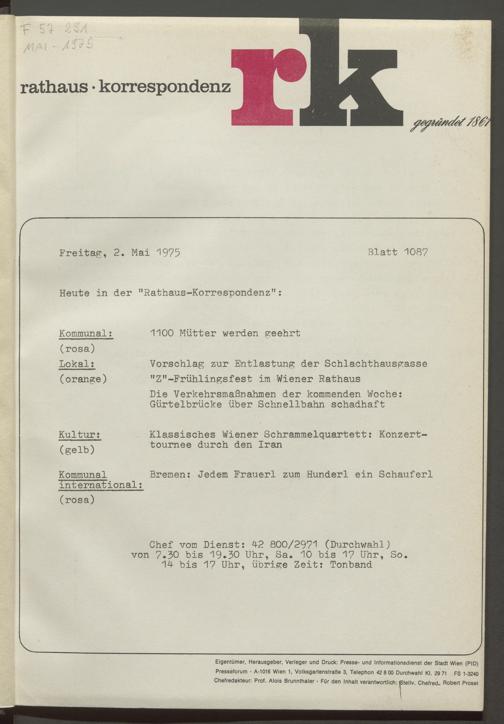 F 57 231
MAI - 1975
rathaus · korrespondenz
rk
gegründet 1861
Freitag, 2. Mai 1975 Blatt 1087
Heute in der "Rathaus-Korrespondenz":
Kommunal: 1100 Mütter werden geehrt
(rosa)
Lokal: Vorschlag zur Entlastung der Schlachthausgasse
(orange) "Z"-Frühlingsfest im Wiener Rathaus
Die Verkehrsmaßnahmen der kommenden Woche:
Gürtelbrücke über Schnellbahn schadhaft
Kultur: Klassisches Wiener Schrammelquartett: Konzert-
(gelb) tournee durch den Iran
Kommunal Bremen: Jedem Frauerl zum Hunderl ein Schauferl
international:
(rosa)
Chef vom Dienst: 42 800/2971 (Durchwahl)
von 7.30 bis 19.30 Uhr, Sa. 10 bis 17 Uhr, So.
14 bis 17 Uhr, übrige Zeit: Tonband
Eigentümer, Herausgeber, Verleger und Druck: Presse- und Informationsdienst der Stadt Wien (PID)
Presseforum - A-1016 Wien 1, Volksgartenstraße 3, Telephon 42 8 00 Durchwahl Kl. 29 71 FS 1-3240
Chefredakteur: Prof. Alois Brunnthaler - Für den Inhalt verantwortlich: Stellv. Chefred. Robert Prosel